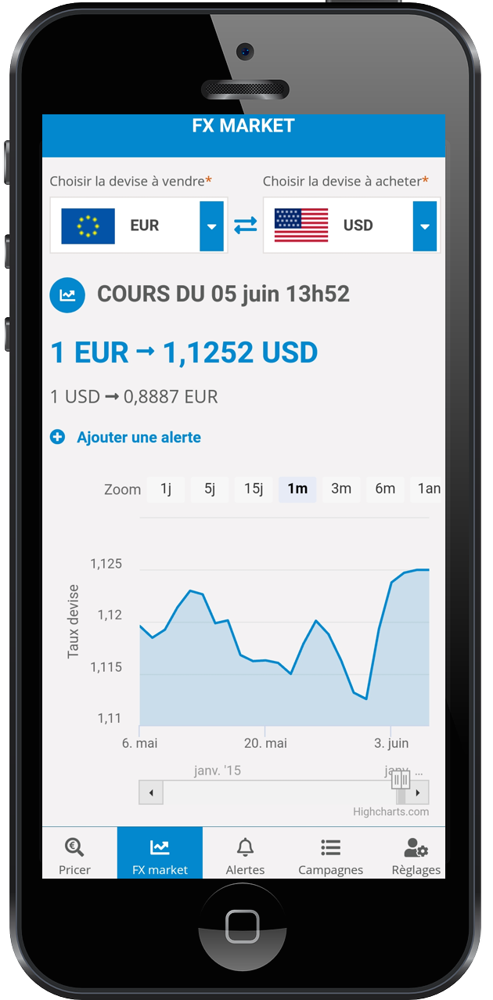 FX MARKET
Choisir la devise à vendre* Choisir la devise à acheter*
EUR USD
COURS DU 05 juin 13h52
1 EUR → 1,1252 USD
1 USD → 0,8887 EUR
Ajouter une alerte
Zoom 1j 5j 15j 1m 3m 6m 1an
1,125
1,12
1,115
1,11
Taux devise
6. mai 20. mai 3. juin
janv. '15 janv. …
Highcharts.com
Pricer FX market Alertes Campagnes Règlages